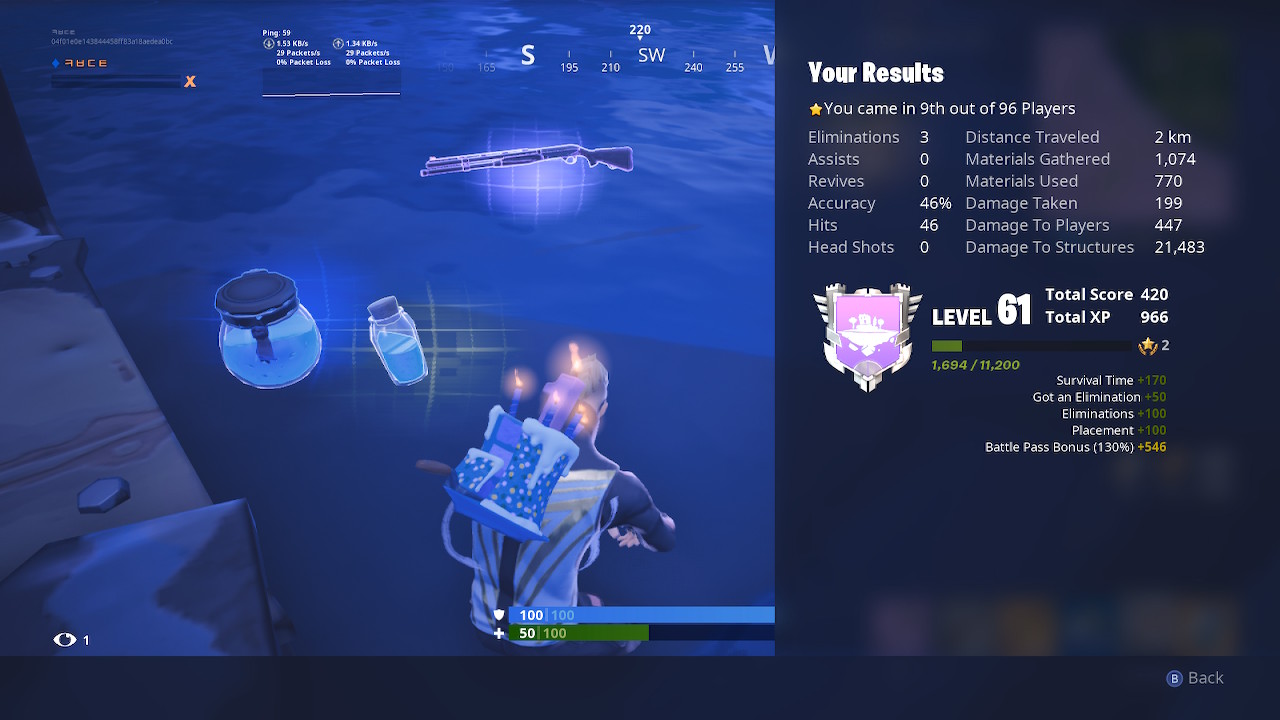 04f01e0e143844458ff83a18aedea0bc
Ping: 59
1.53 KB/s 1.34 KB/s
29 Packets/s 29 Packets/s
0% Packet Loss 0% Packet Loss
220
150 165 S 195 210 SW 240 255 W
X
Your Results
You came in 9th out of 96 Players
Eliminations 3 Distance Traveled 2 km
Assists 0 Materials Gathered 1,074
Revives 0 Materials Used 770
Accuracy 46% Damage Taken 199
Hits 46 Damage To Players 447
Head Shots 0 Damage To Structures 21,483
LEVEL 61
Total Score 420
Total XP 966
2
1,694 / 11,200
Survival Time +170
Got an Elimination +50
Eliminations +100
Placement +100
Battle Pass Bonus (130%) +546
100 | 100
50 | 100
1
B Back